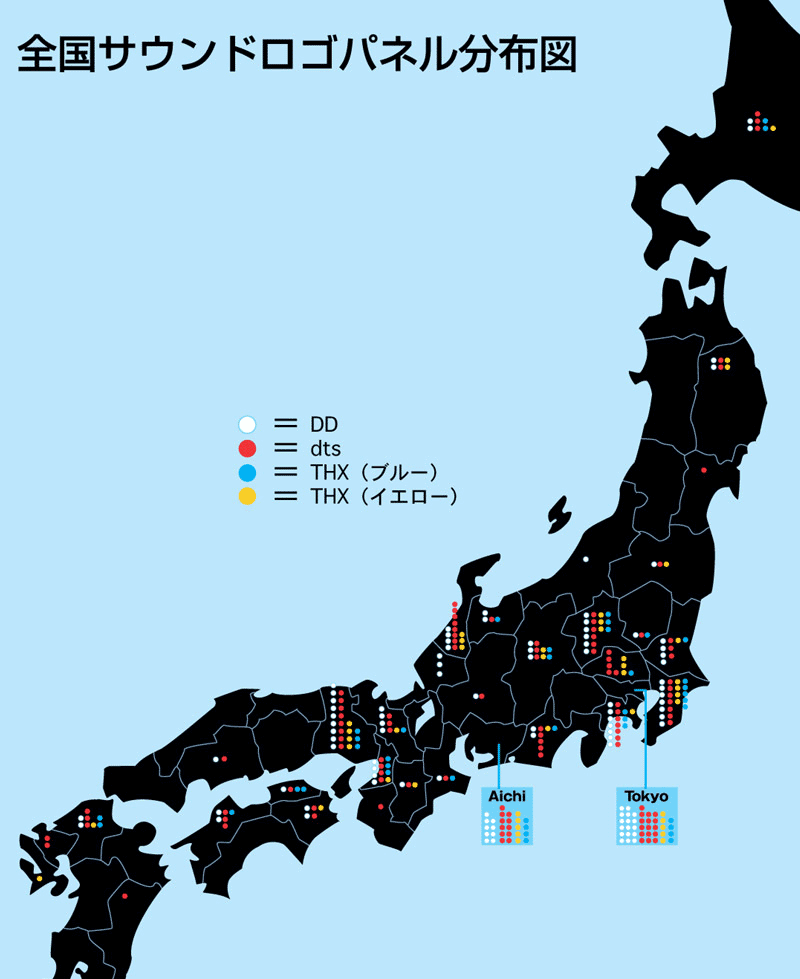 全国サウンドロゴパネル分布図
= DD
= dts
= THX（ブルー）
= THX（イエロー）
Aichi
Tokyo